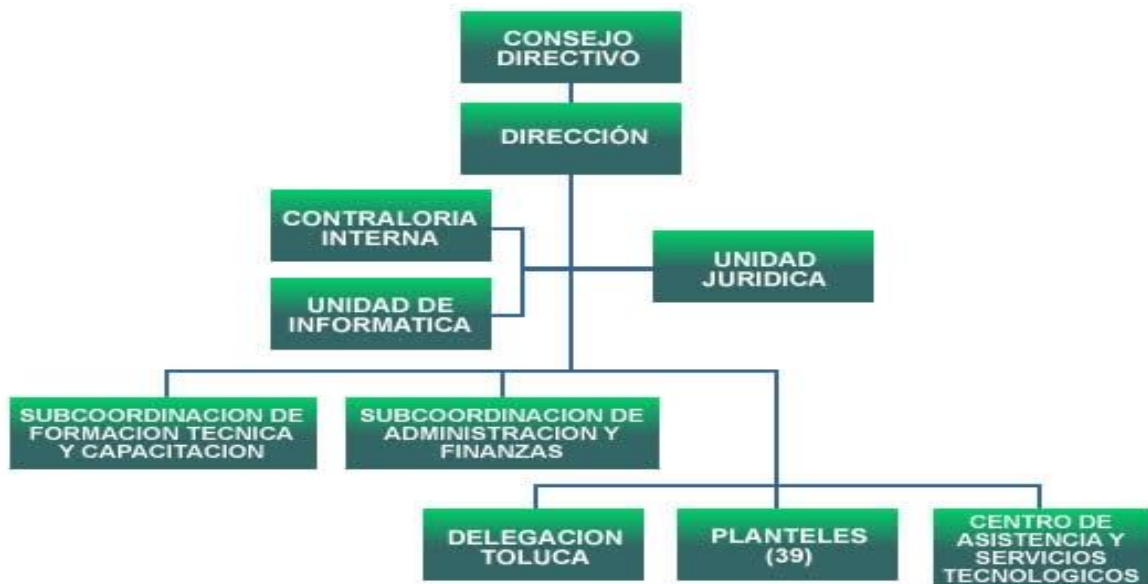 CONSEJO
DIRECTIVO
DIRECCIÓN
CONTRALORIA
INTERNA
UNIDAD
JURIDICA
UNIDAD DE
INFORMATICA
SUBCOORDINACION DE
FORMACION TECNICA
Y CAPACITACION
SUBCOORDINACION DE
ADMINISTRACION Y
FINANZAS
DELEGACION
TOLUCA
PLANTELES
(39)
CENTRO DE
ASISTENCIA Y
SERVICIOS
TECNOLOGICOS